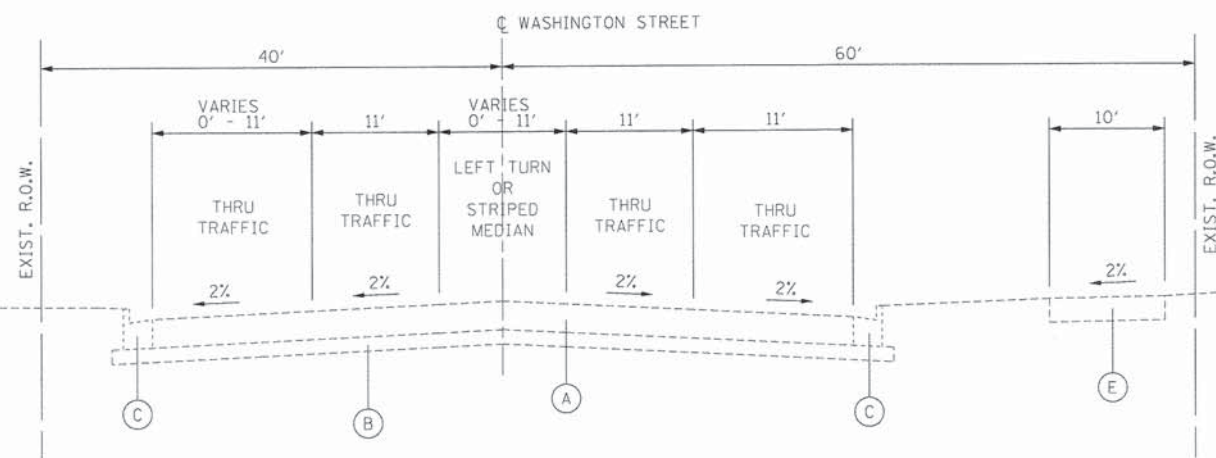 ℄ WASHINGTON STREET
40'
60'
VARIES
0' - 11'
11'
VARIES
0' - 11'
11'
11'
10'
EXIST. R.O.W.
THRU
TRAFFIC
THRU
TRAFFIC
LEFT TURN
OR
STRIPED
MEDIAN
THRU
TRAFFIC
THRU
TRAFFIC
EXIST. R.O.W.
2%
2%
2%
2%
2%
C
B
A
C
E